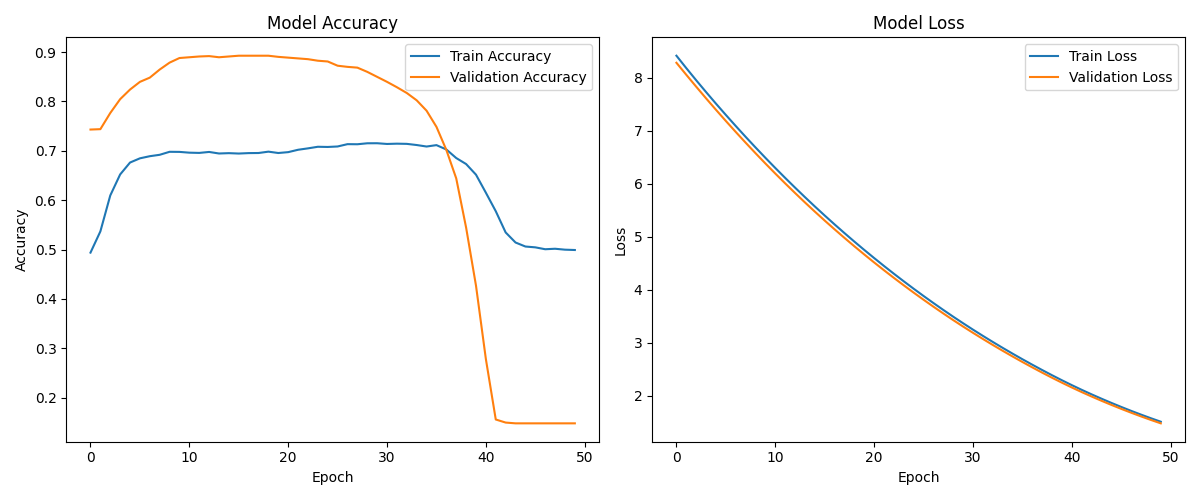 Model Accuracy
Train Accuracy
Validation Accuracy
Accuracy
0.9
0.8
0.7
0.6
0.5
0.4
0.3
0.2
0 10 20 30 40 50
Epoch
Model Loss
Train Loss
Validation Loss
Loss
8
7
6
5
4
3
2
0 10 20 30 40 50
Epoch